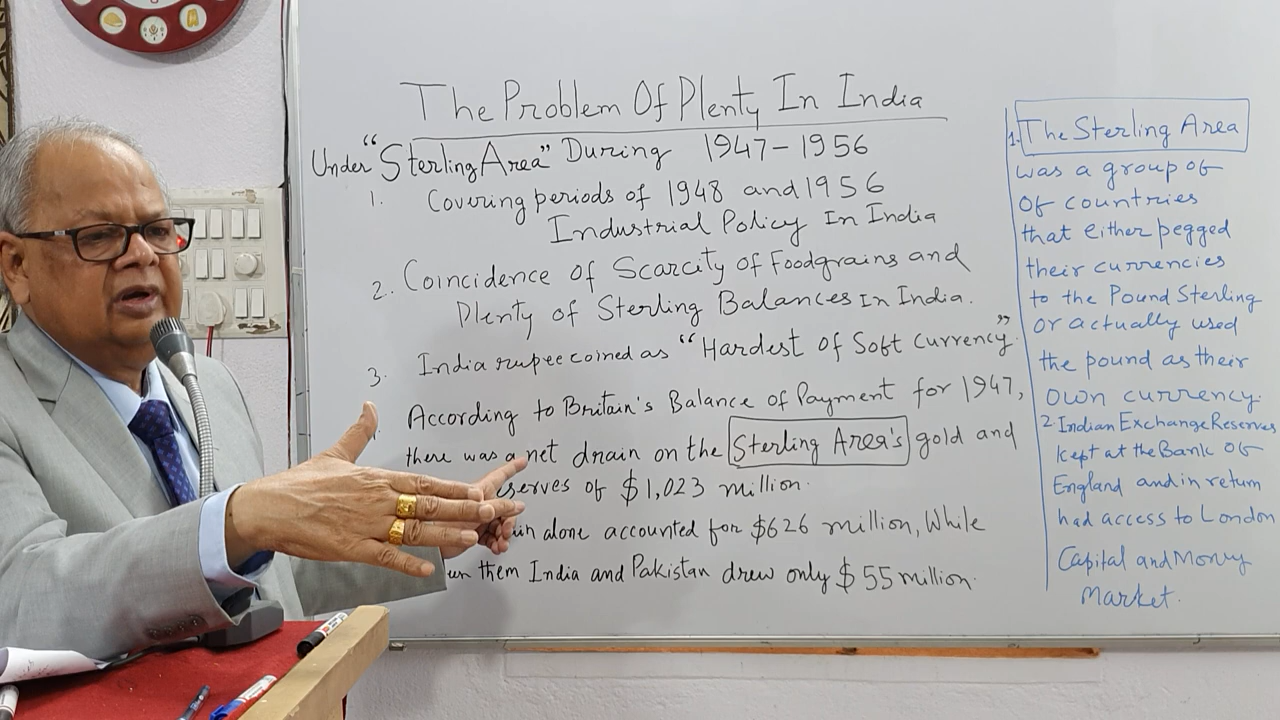 The Problem Of Plenty In India
Under "Sterling Area" During 1947-1956
1. Covering periods of 1948 and 1956
Industrial Policy In India
2. Coincidence of Scarcity of Foodgrains and
Plenty of Sterling Balances In India.
3. India rupee coined as "Hardest of Soft Currency"
According to Britain's Balance of Payment for 1947,
there was a net drain on the Sterling Area's gold and
serves of $1,023 million.
alone accounted for $626 million, While
them India and Pakistan drew only $55 million.
1. The Sterling Area
was a group of
of countries
that either pegged
their currencies
to the Pound Sterling
or actually used
the pound as their
own currency.
2 Indian Exchange Reserves
kept at the Bank of
England and in return
had access to London
Capital and Money
Market.